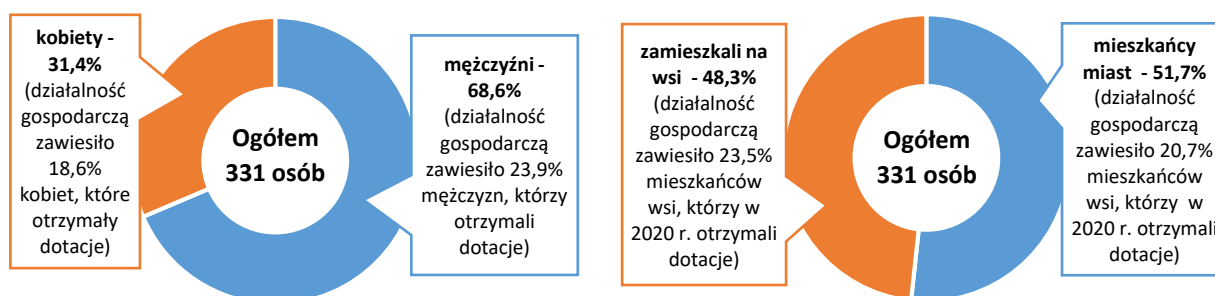 kobiety -
31,4%
(działalność
gospodarczą
zawiesiło
18,6%
kobiet, które
otrzymały
dotacje)
Ogółem
331 osób
mężczyźni -
68,6%
(działalność
gospodarczą
zawiesiło 23,9%
mężczyzn, którzy
otrzymali
dotacje)
zamieszkali na
wsi - 48,3%
(działalność
gospodarczą
zawiesiło 23,5%
mieszkańców
wsi, którzy w
2020 r. otrzymali
dotacje)
Ogółem
331 osób
mieszkańcy
miast - 51,7%
(działalność
gospodarczą
zawiesiło 20,7%
mieszkańców
wsi, którzy w
2020 r. otrzymali
dotacje)